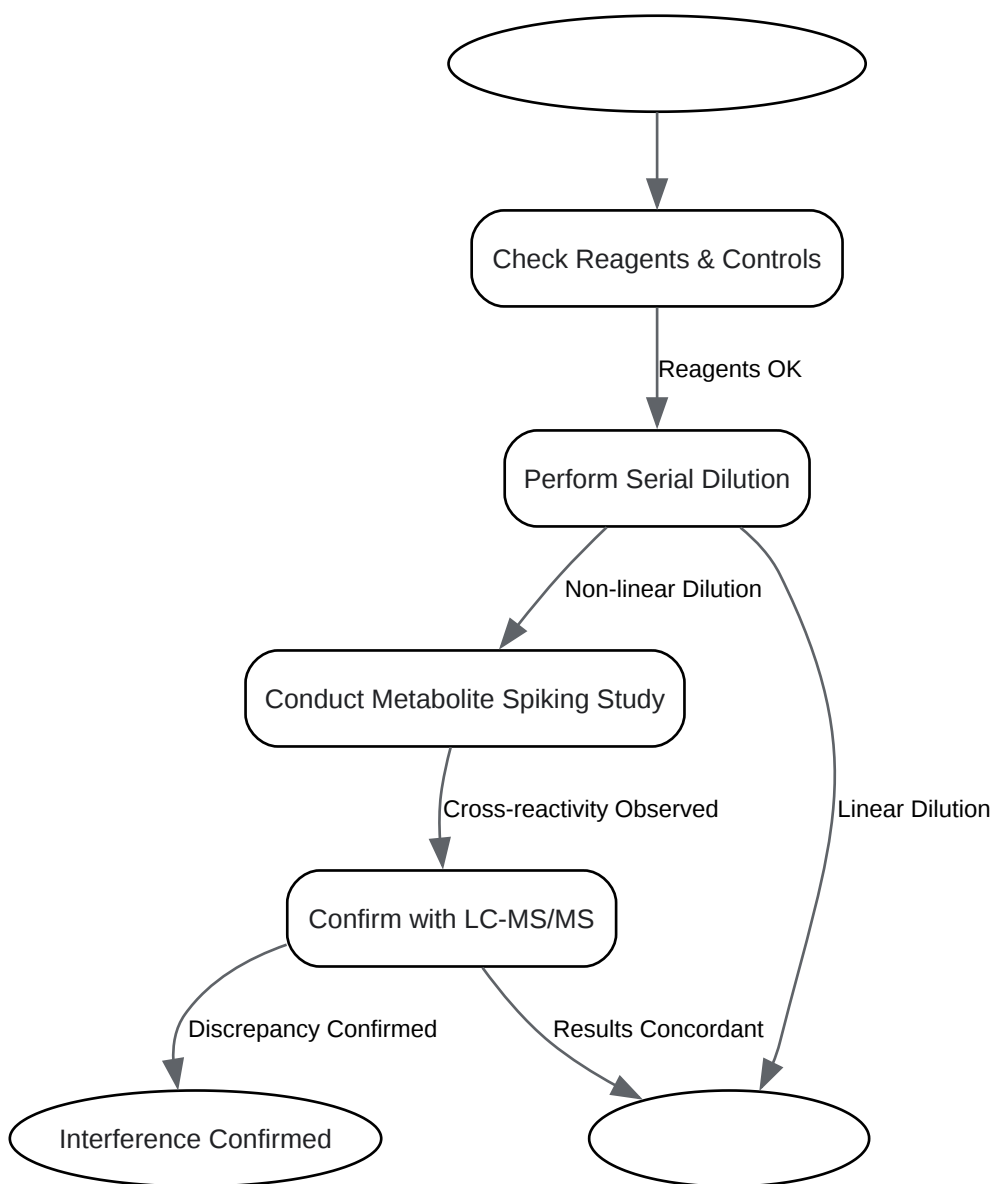 Check Reagents & Controls
Reagents OK
Perform Serial Dilution
Non-linear Dilution
Conduct Metabolite Spiking Study
Cross-reactivity Observed
Linear Dilution
Confirm with LC-MS/MS
Discrepancy Confirmed
Results Concordant
Interference Confirmed